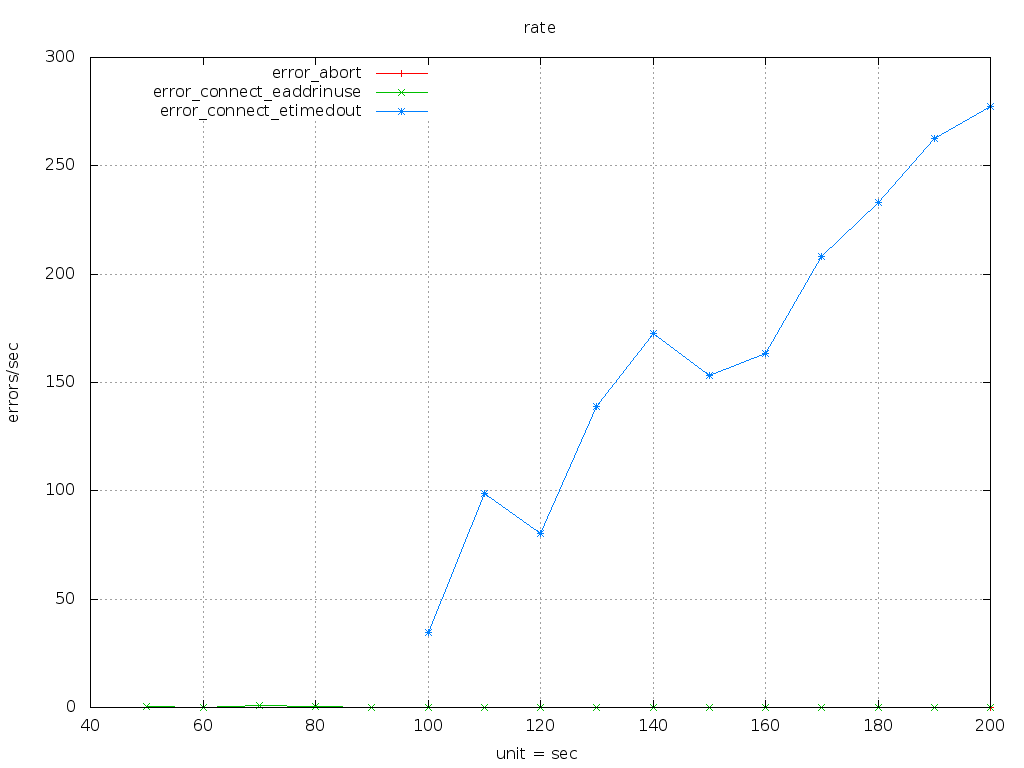 rate
300
error_abort
error_connect_eaddrinuse
error_connect_etimedout
250
200
150
100
50
0
errors/sec
40 60 80 100 120 140 160 180 200
unit = sec